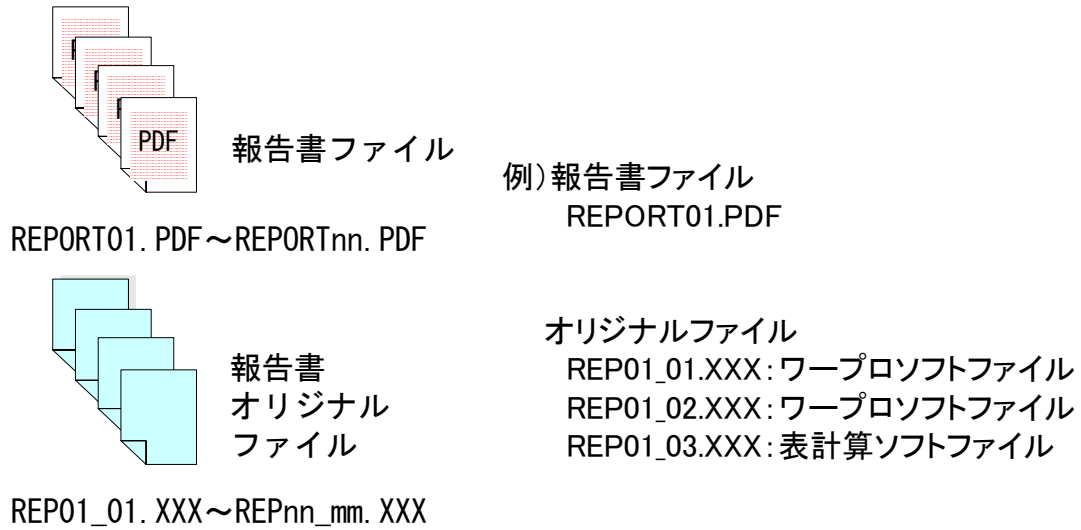 PDF
報告書ファイル
REPORT01.PDF～REPORTnn.PDF
例)報告書ファイル
REPORT01.PDF
報告書
オリジナル
ファイル
REP01_01.XXX～REPnn_mm.XXX
オリジナルファイル
REP01_01.XXX:ワープロソフトファイル
REP01_02.XXX:ワープロソフトファイル
REP01_03.XXX:表計算ソフトファイル